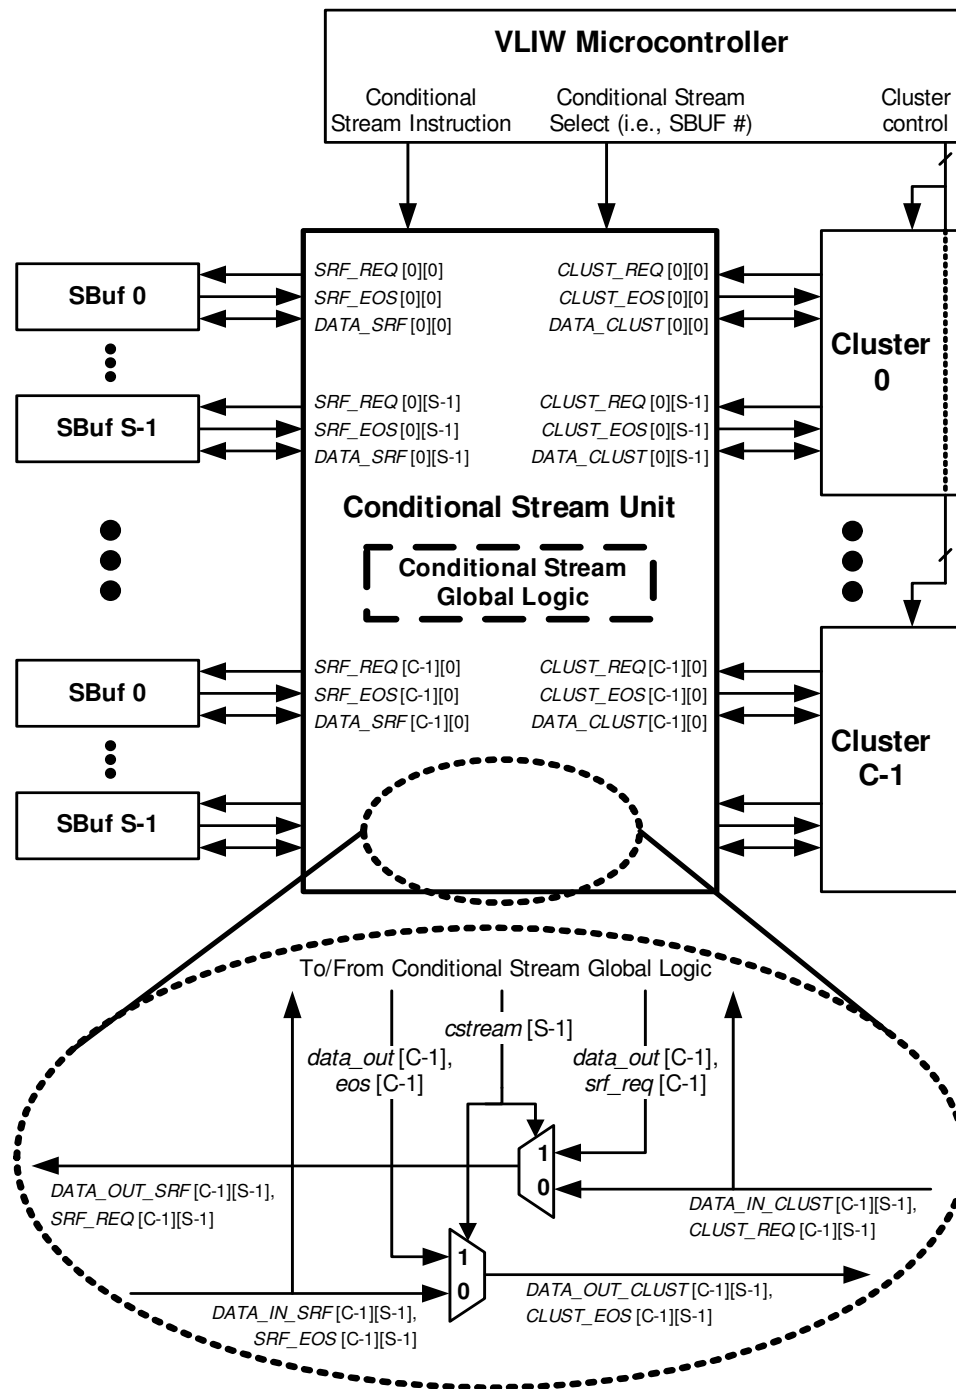 VLIW Microcontroller
Conditional
Stream Instruction
Conditional Stream
Select (i.e., SBUF #)
Cluster
control
SBuf 0
SRF_REQ [0][0]
SRF_EOS [0][0]
DATA_SRF [0][0]
CLUST_REQ [0][0]
CLUST_EOS [0][0]
DATA_CLUST [0][0]
Cluster
0
SBuf S-1
SRF_REQ [0][S-1]
SRF_EOS [0][S-1]
DATA_SRF [0][S-1]
CLUST_REQ [0][S-1]
CLUST_EOS [0][S-1]
DATA_CLUST [0][S-1]
Conditional Stream Unit
Conditional Stream
Global Logic
SBuf 0
SRF_REQ [C-1][0]
SRF_EOS [C-1][0]
DATA_SRF [C-1][0]
CLUST_REQ [C-1][0]
CLUST_EOS [C-1][0]
DATA_CLUST [C-1][0]
Cluster
C-1
SBuf S-1
To/From Conditional Stream Global Logic
cstream [S-1]
data_out [C-1],
eos [C-1]
data_out [C-1],
srf_req [C-1]
1
0
DATA_OUT_SRF [C-1][S-1],
SRF_REQ [C-1][S-1]
DATA_IN_CLUST [C-1][S-1],
CLUST_REQ [C-1][S-1]
1
0
DATA_IN_SRF [C-1][S-1],
SRF_EOS [C-1][S-1]
DATA_OUT_CLUST [C-1][S-1],
CLUST_EOS [C-1][S-1]